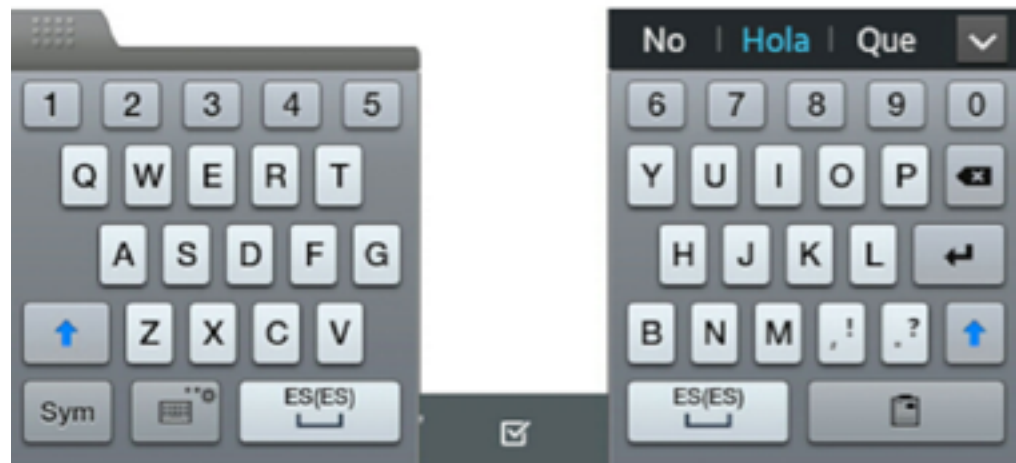 No | Hola | Que
1 2 3 4 5 6 7 8 9 0
Q W E R T Y U I O P
A S D F G H J K L
Z X C V B N M , ! . ?
Sym ES(ES) ES(ES)